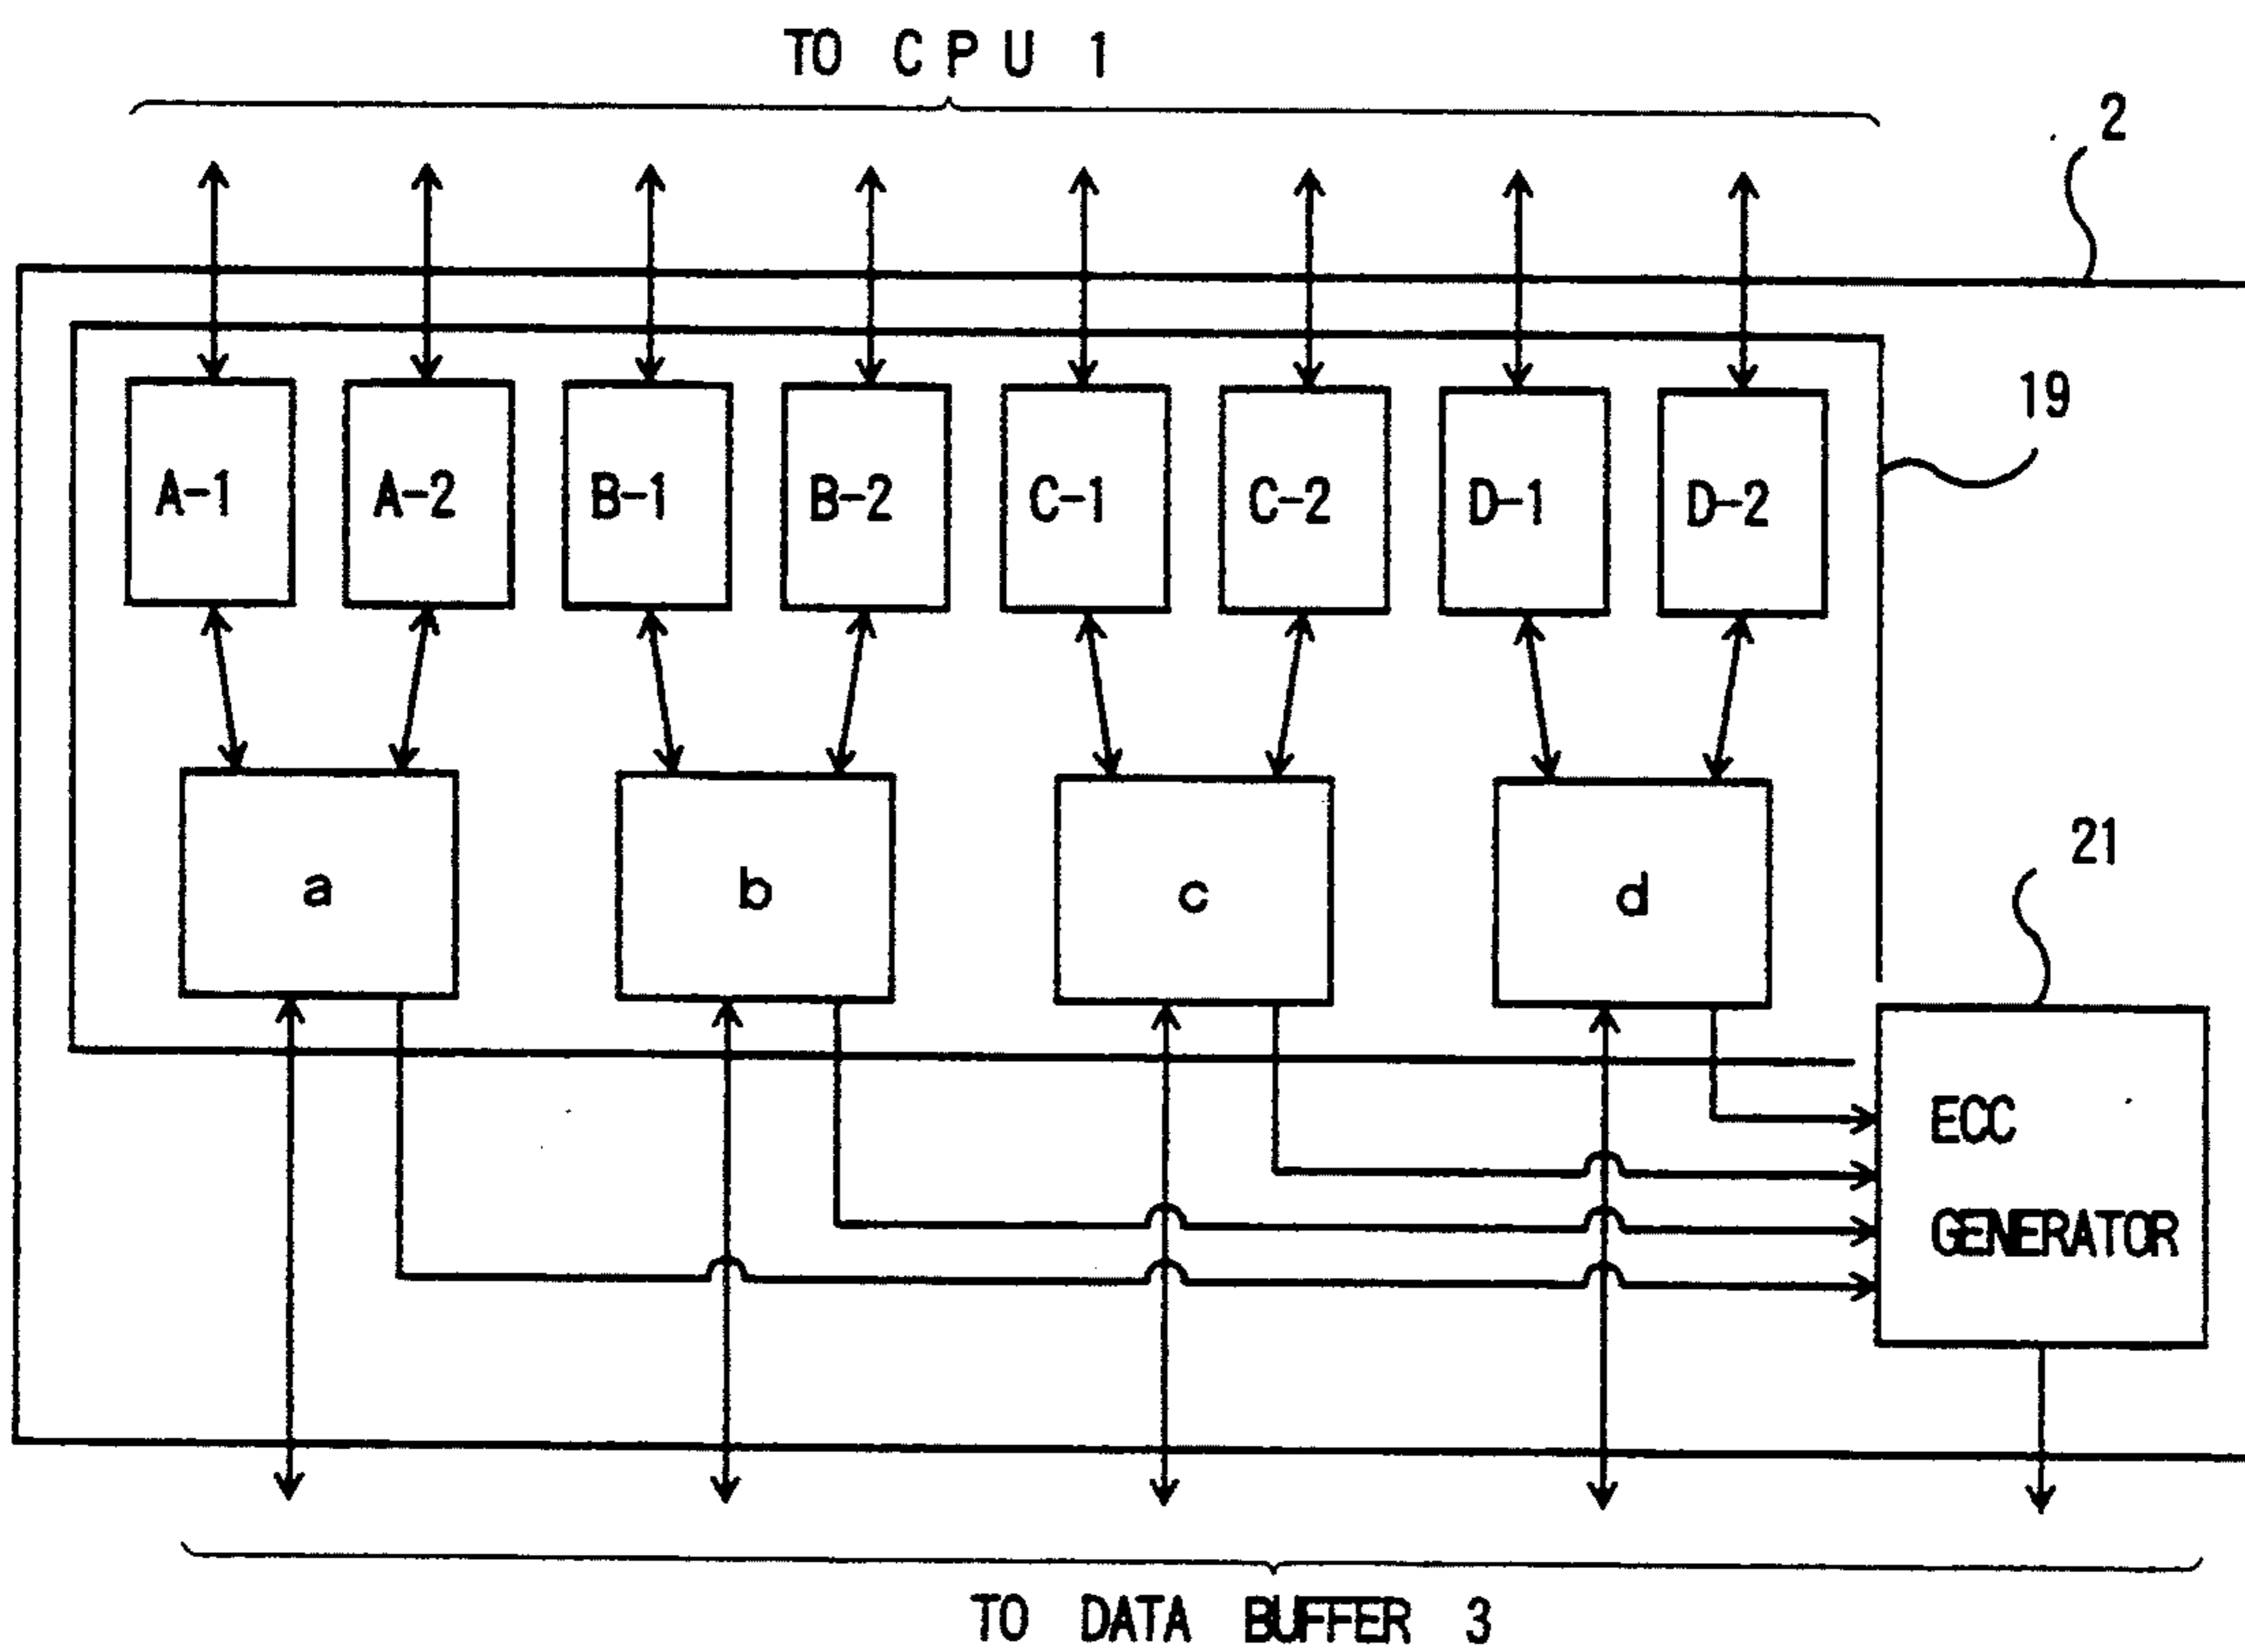 TO CPU 1
2
19
A-1 A-2 B-1 B-2 C-1 C-2 D-1 D-2
21
a b c d
ECC
GENERATOR
TO DATA BUFFER 3